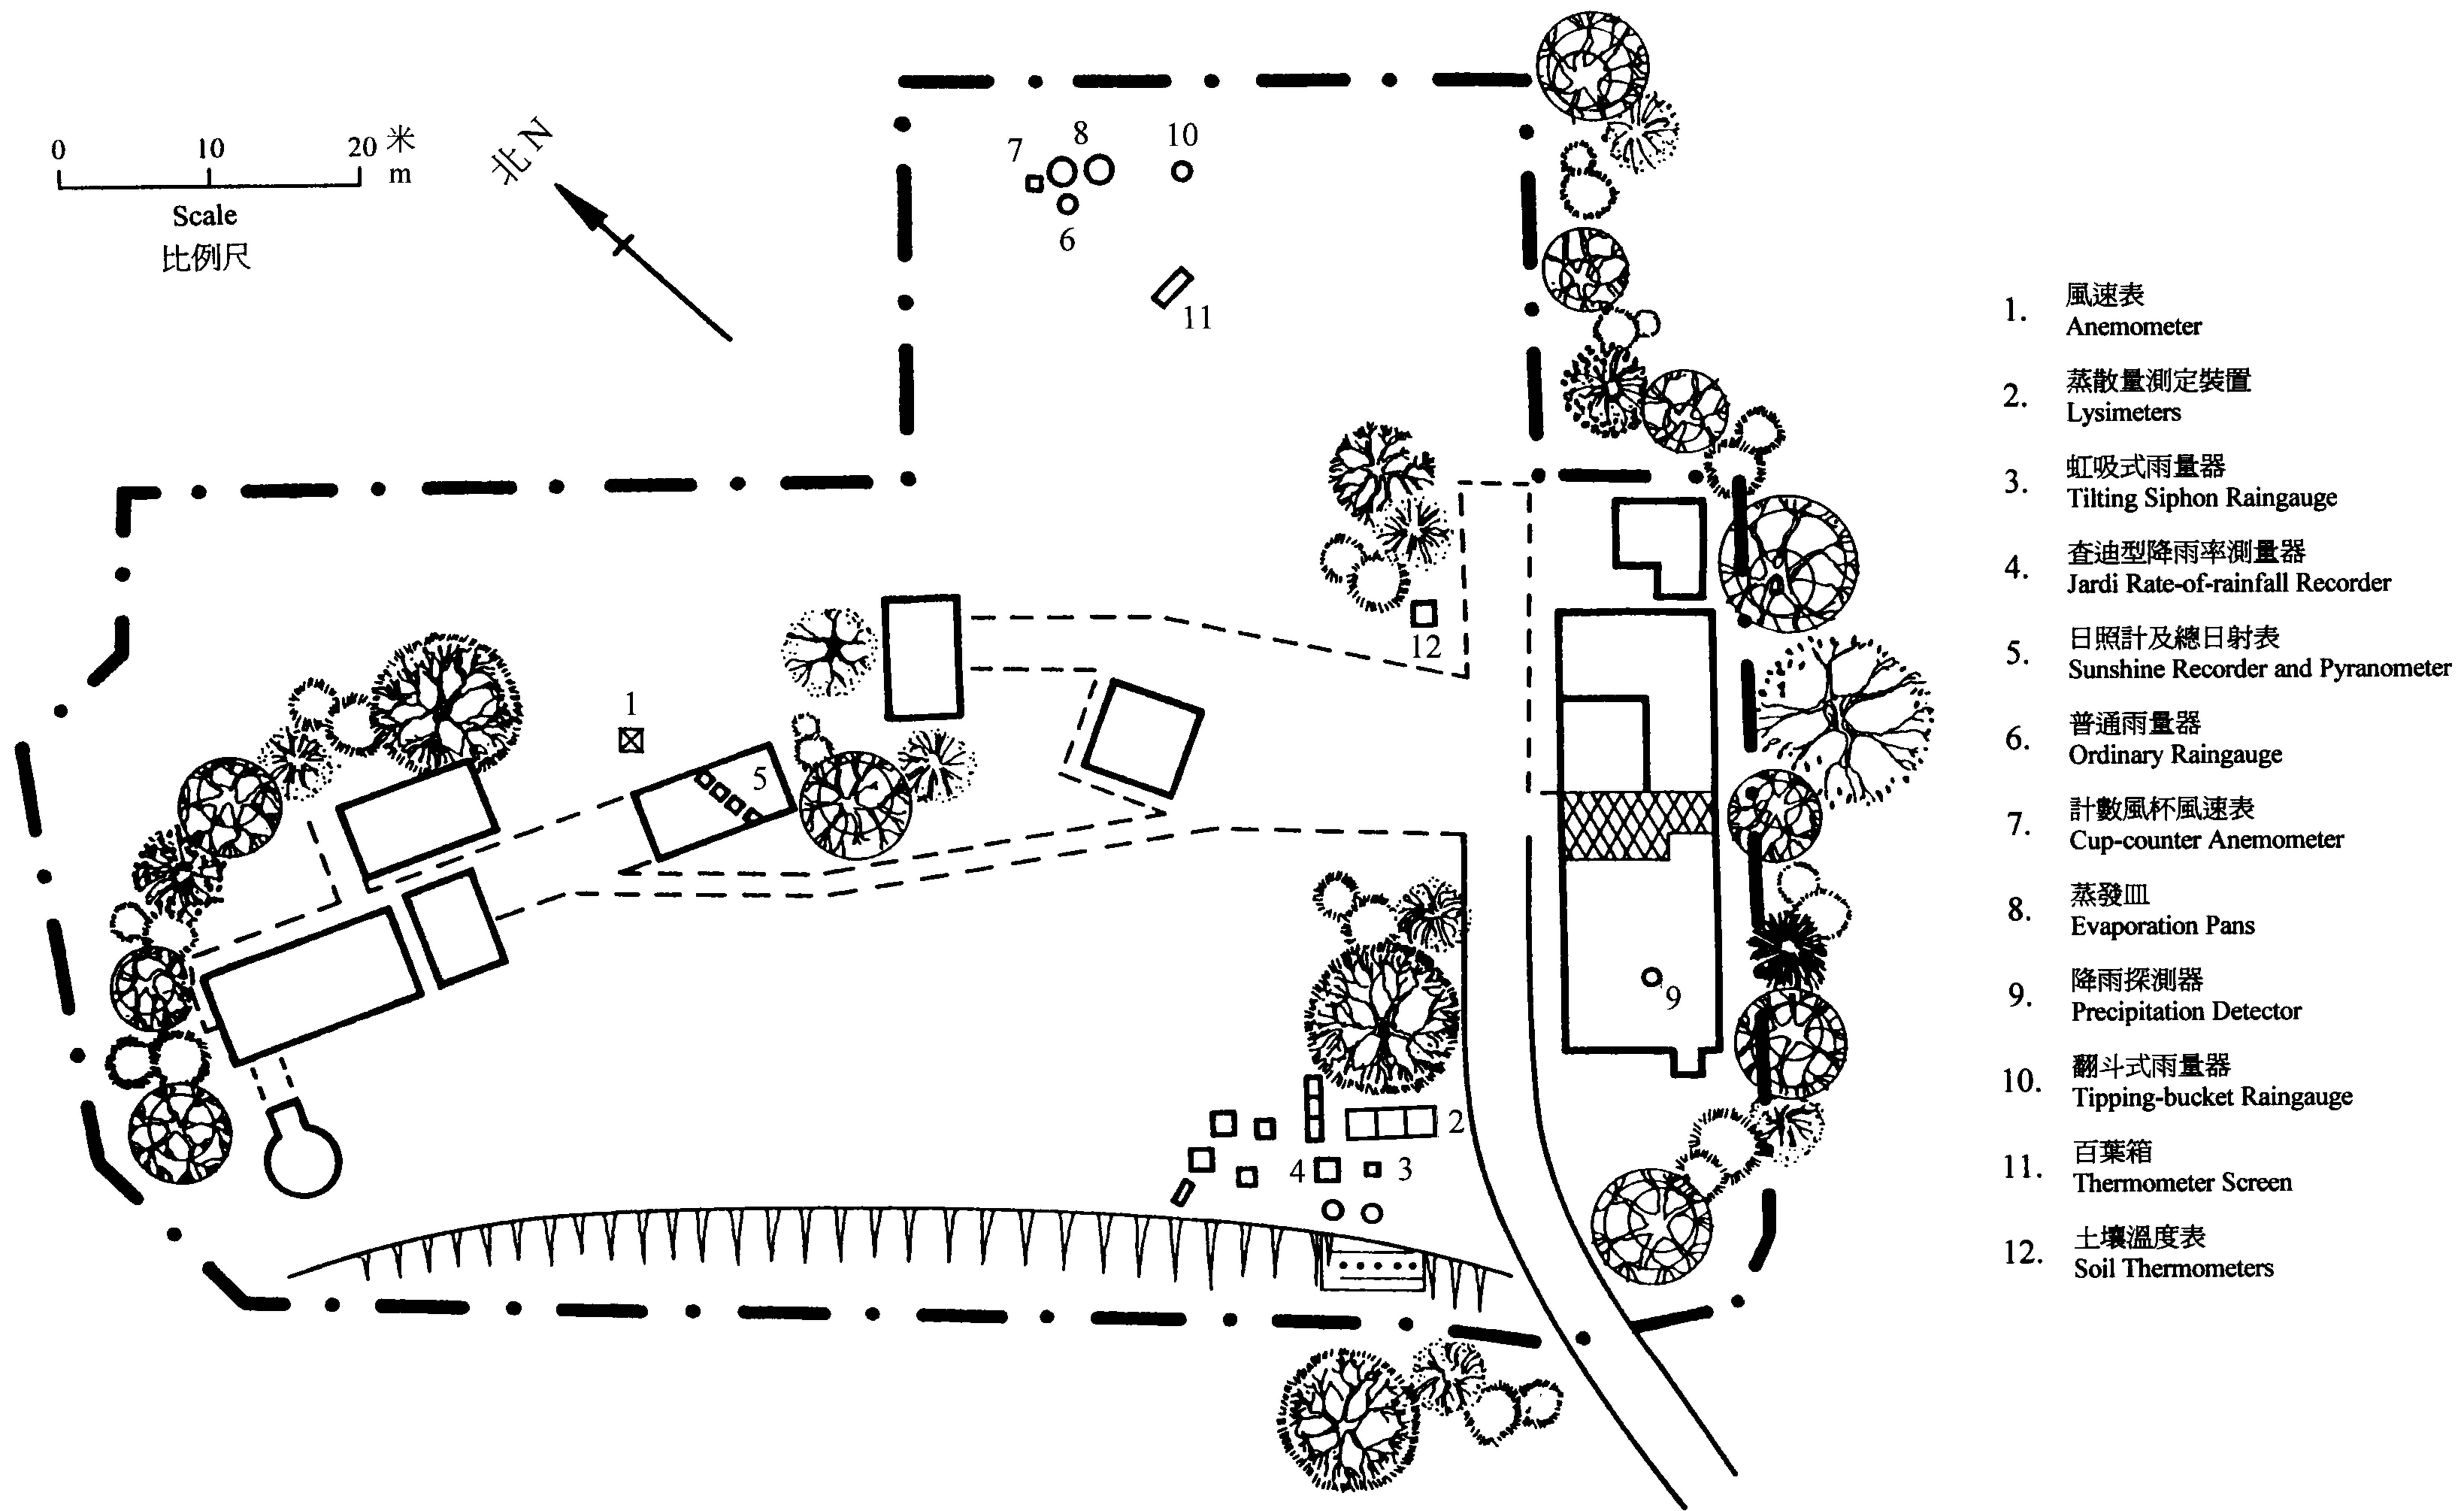 0 10 20 米
m
Scale
比例尺
北 N
7 8 10
6
11
12
1
5
9
2
4 3
1. 風速表
Anemometer
2. 蒸散量測定裝置
Lysimeters
3. 虹吸式雨量器
Tilting Siphon Raingauge
4. 查迪型降雨率測量器
Jardi Rate-of-rainfall Recorder
5. 日照計及總日射表
Sunshine Recorder and Pyranometer
6. 普通雨量器
Ordinary Raingauge
7. 計數風杯風速表
Cup-counter Anemometer
8. 蒸發皿
Evaporation Pans
9. 降雨探測器
Precipitation Detector
10. 翻斗式雨量器
Tipping-bucket Raingauge
11. 百葉箱
Thermometer Screen
12. 土壤溫度表
Soil Thermometers